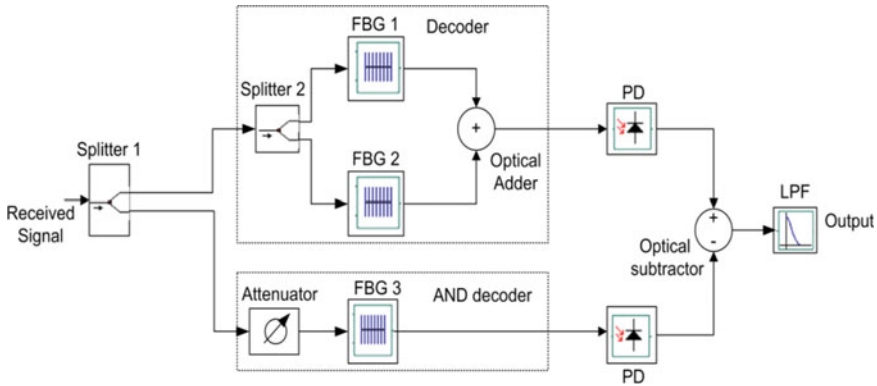 FBG 1
Decoder
Splitter 2
PD
Splitter 1
+
Optical
Adder
FBG 2
LPF
Received
Signal
+
-
Output
Optical
subtractor
Attenuator
FBG 3
AND decoder
PD